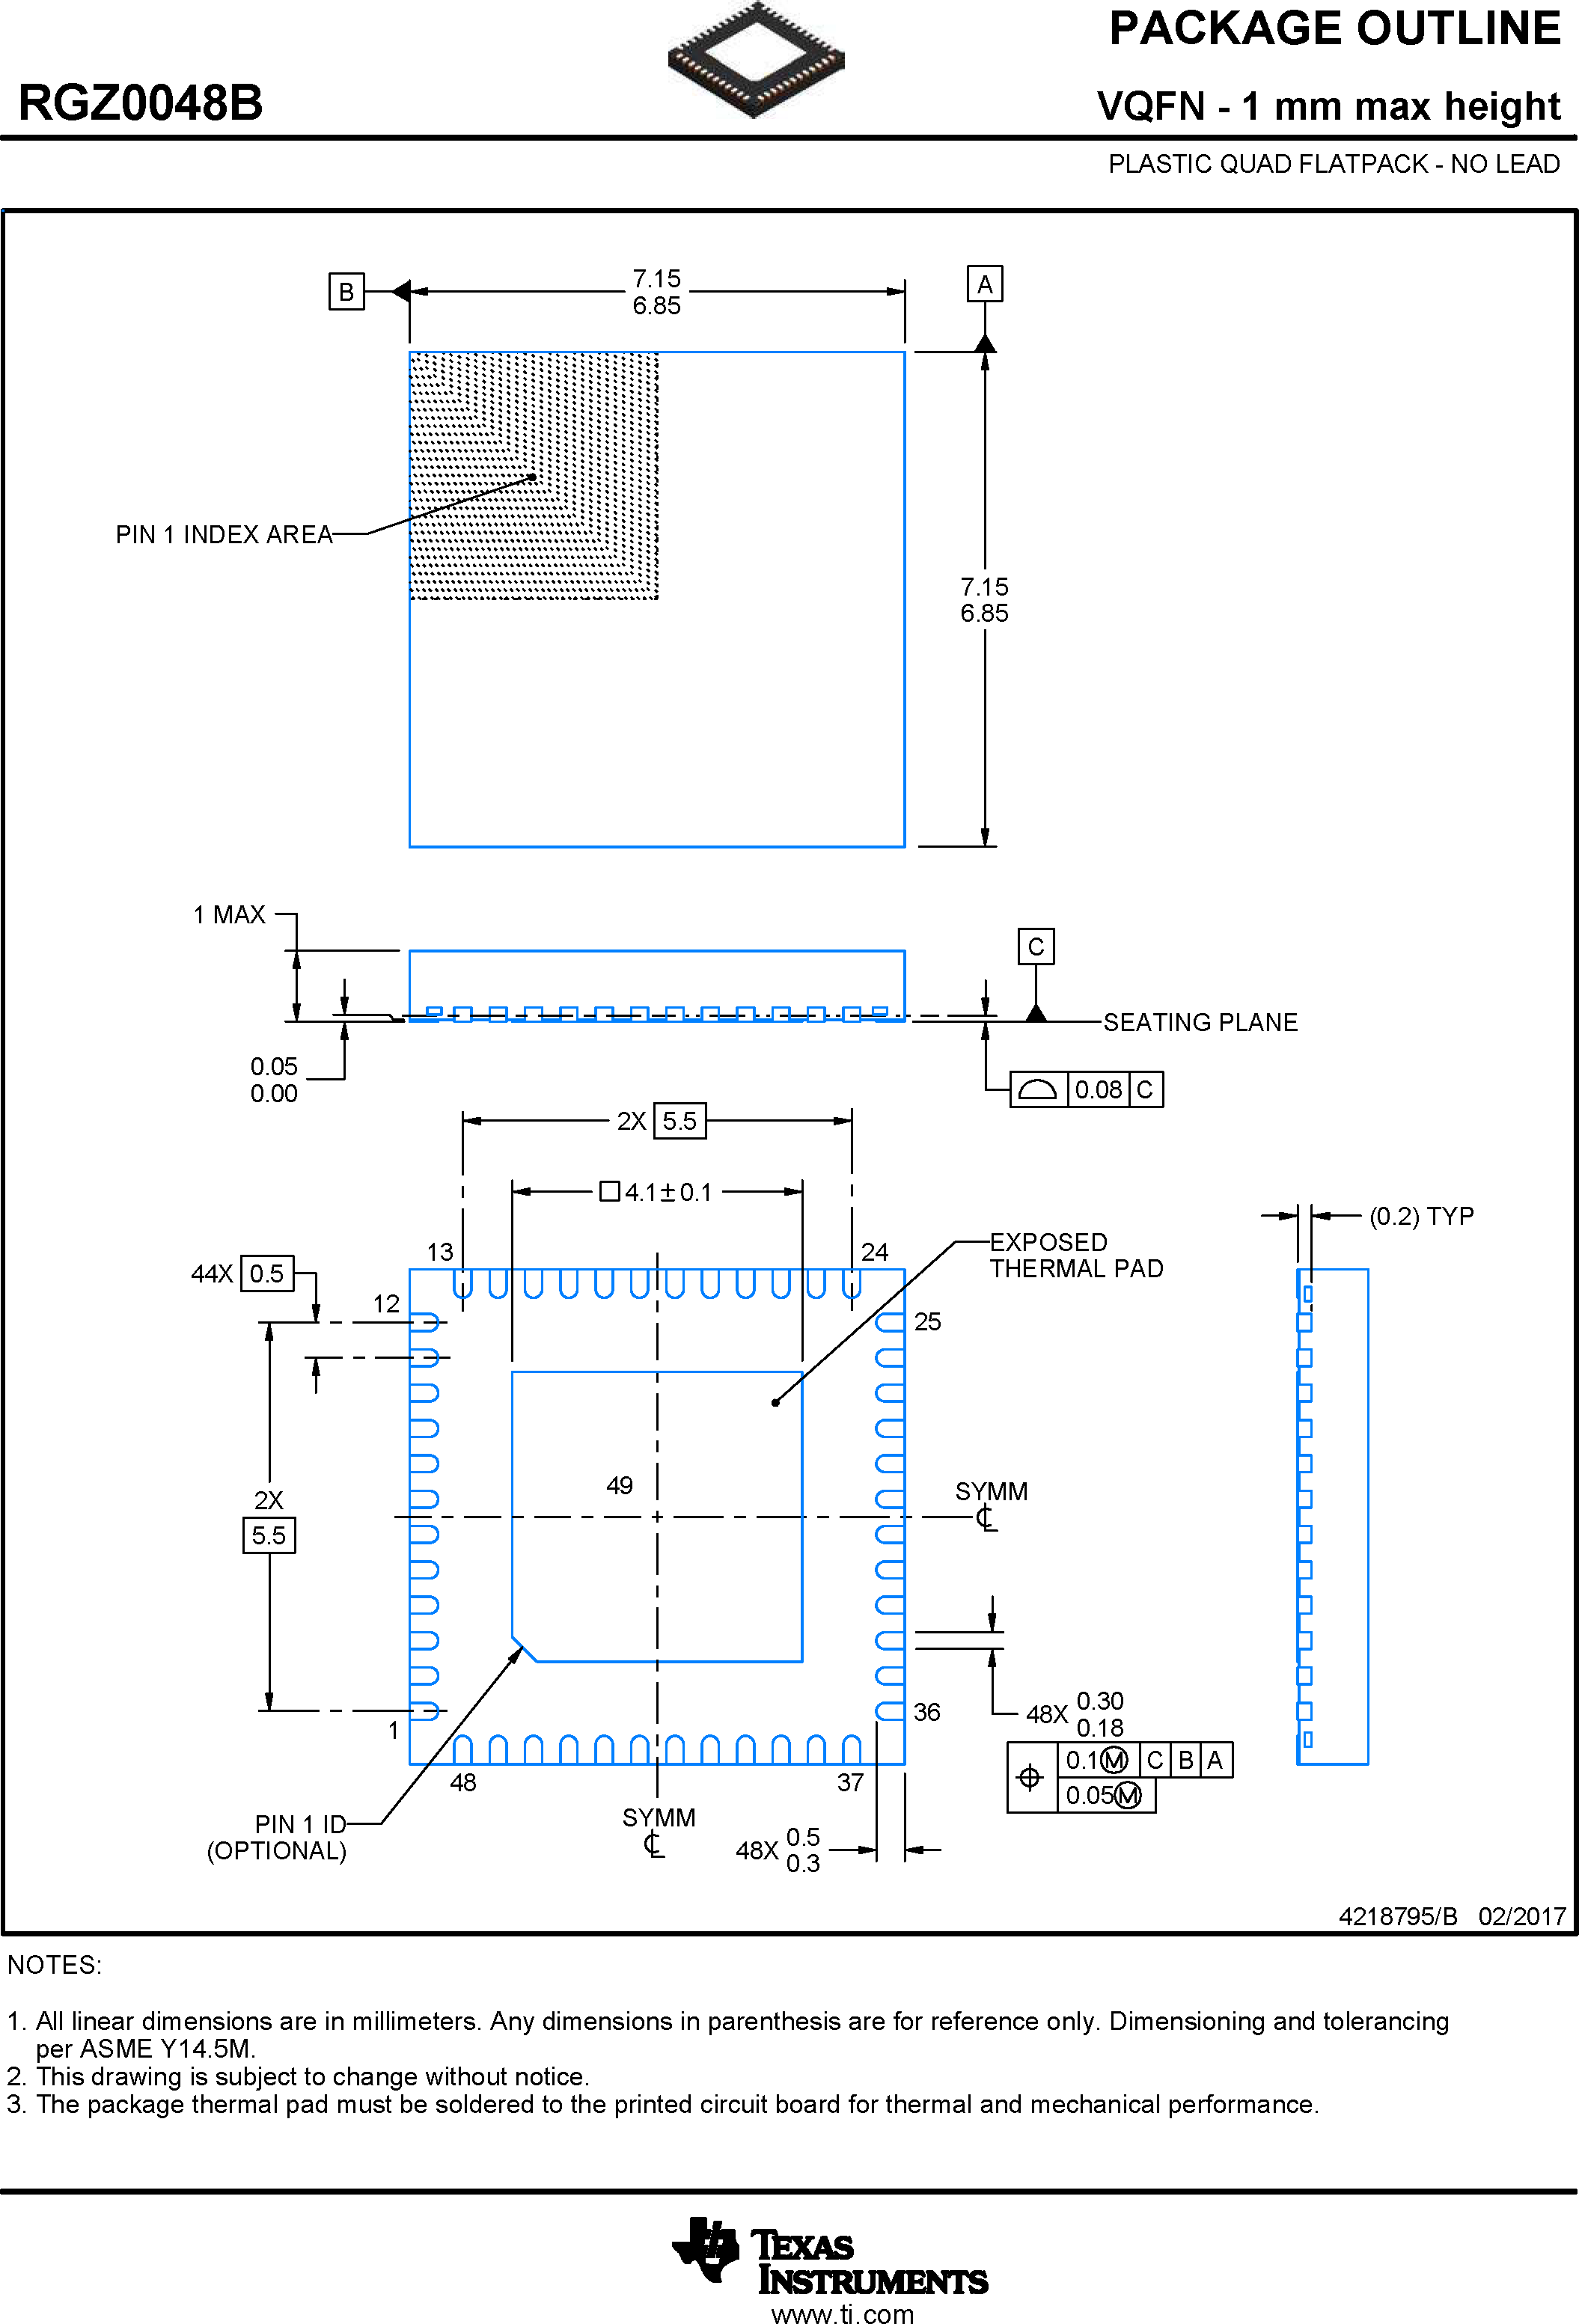 PACKAGE OUTLINE
RGZ0048B
VQFN - 1 mm max height
PLASTIC QUAD FLATPACK - NO LEAD
B
7.15
6.85
A
PIN 1 INDEX AREA
7.15
6.85
1 MAX
C
SEATING PLANE
0.05
0.00
0.08 C
2X 5.5
4.1±0.1
(0.2) TYP
EXPOSED
THERMAL PAD
13
24
44X 0.5
12
25
49
SYMM
2X
5.5
1
36
48X 0.30
0.18
0.1Ⓜ C B A
0.05Ⓜ
48
37
PIN 1 ID
(OPTIONAL)
SYMM
48X 0.5
0.3
4218795/B 02/2017
NOTES:
1. All linear dimensions are in millimeters. Any dimensions in parenthesis are for reference only. Dimensioning and tolerancing
per ASME Y14.5M.
2. This drawing is subject to change without notice.
3. The package thermal pad must be soldered to the printed circuit board for thermal and mechanical performance.
TEXAS
INSTRUMENTS
www.ti.com